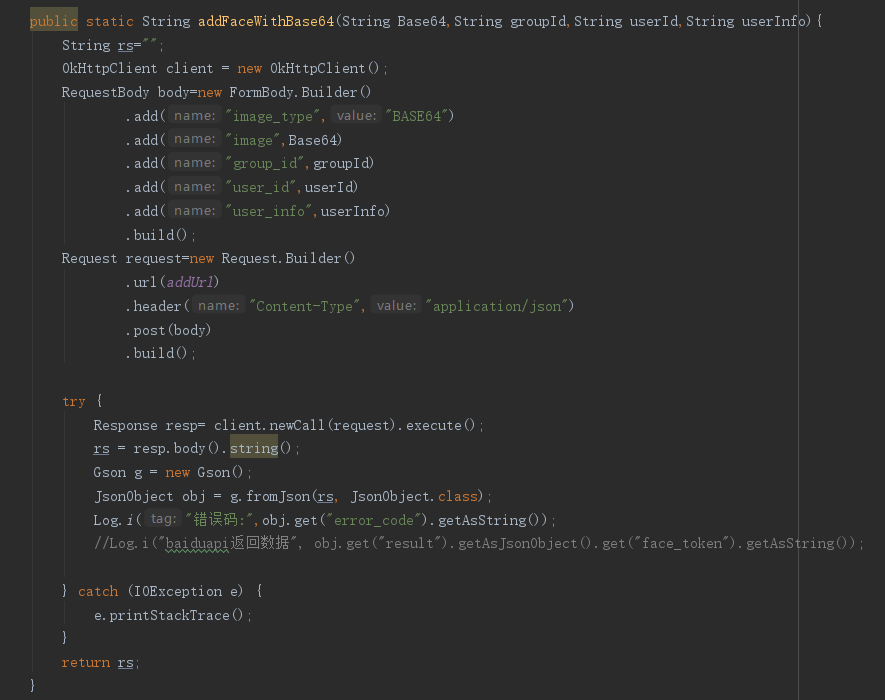 public static String addFaceWithBase64(String Base64,String groupId,String userId,String userInfo){
String rs="";
OkHttpClient client = new OkHttpClient();
RequestBody body=new FormBody.Builder()
.add( name: "image_type", value: "BASE64")
.add( name: "image",Base64)
.add( name: "group_id",groupId)
.add( name: "user_id",userId)
.add( name: "user_info",userInfo)
.build();
Request request=new Request.Builder()
.url(addUrl)
.header( name: "Content-Type", value: "application/json")
.post(body)
.build();
try {
Response resp= client.newCall(request).execute();
rs = resp.body().string();
Gson g = new Gson();
JsonObject obj = g.fromJson(rs, JsonObject.class);
Log.i( tag: "错误码:",obj.get("error_code").getAsString());
//Log.i("baiduapi返回数据", obj.get("result").getAsJsonObject().get("face_token").getAsString());
} catch (IOException e) {
e.printStackTrace();
}
return rs;
}